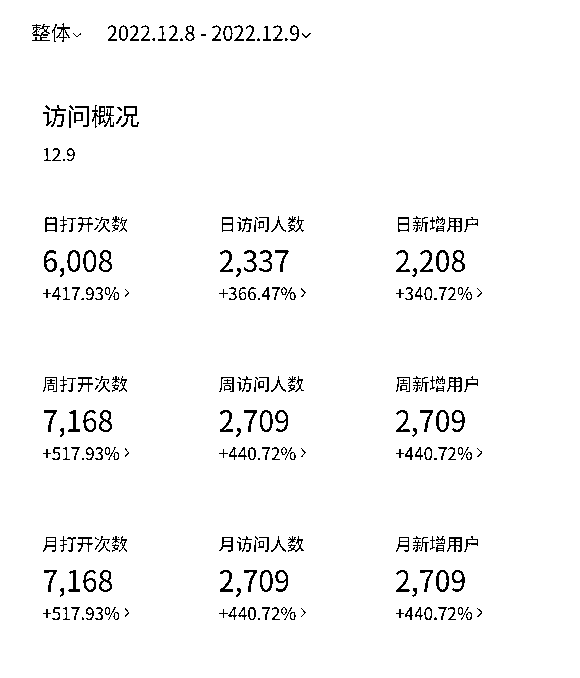 整体 2022.12.8 - 2022.12.9
访问概况
12.9
日打开次数 日访问人数 日新增用户
6,008 2,337 2,208
+417.93% +366.47% +340.72%
周打开次数 周访问人数 周新增用户
7,168 2,709 2,709
+517.93% +440.72% +440.72%
月打开次数 月访问人数 月新增用户
7,168 2,709 2,709
+517.93% +440.72% +440.72%